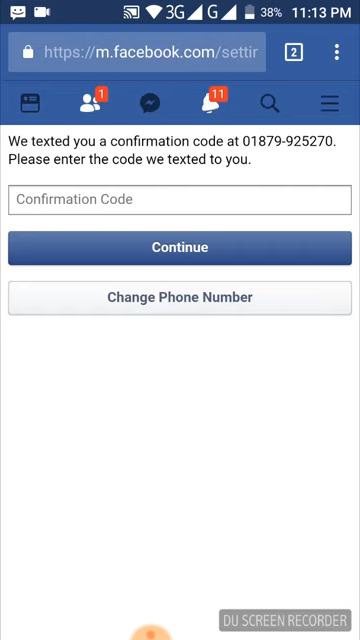 3G G 38% 11:13 PM
https://m.facebook.com/settir 2
1 11
We texted you a confirmation code at 01879-925270.
Please enter the code we texted to you.
Confirmation Code
Continue
Change Phone Number
DU SCREEN RECORDER